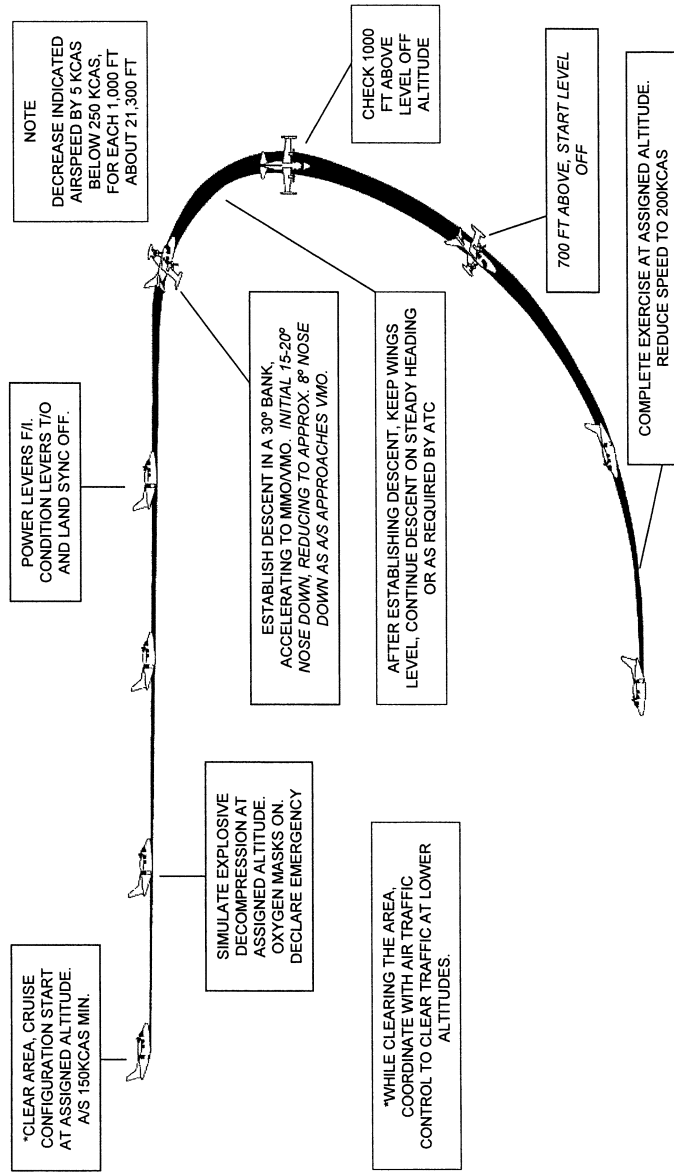 *CLEAR AREA, CRUISE
CONFIGURATION START
AT ASSIGNED ALTITUDE.
A/S 150KCAS MIN.
SIMULATE EXPLOSIVE
DECOMPRESSION AT
ASSIGNED ALTITUDE.
OXYGEN MASKS ON.
DECLARE EMERGENCY
POWER LEVERS F/I.
CONDITION LEVERS T/O
AND LAND SYNC OFF.
ESTABLISH DESCENT IN A 30º BANK,
ACCELERATING TO MMO/VMO. INITIAL 15-20º
NOSE DOWN, REDUCING TO APPROX. 8º NOSE
DOWN AS A/S APPROACHES VMO.
NOTE
DECREASE INDICATED
AIRSPEED BY 5 KCAS
BELOW 250 KCAS,
FOR EACH 1,000 FT
ABOUT 21,300 FT
AFTER ESTABLISHING DESCENT, KEEP WINGS
LEVEL, CONTINUE DESCENT ON STEADY HEADING
OR AS REQUIRED BY ATC
CHECK 1000
FT ABOVE
LEVEL OFF
ALTITUDE
700 FT ABOVE, START LEVEL
OFF
COMPLETE EXERCISE AT ASSIGNED ALTITUDE.
REDUCE SPEED TO 200KCAS
*WHILE CLEARING THE AREA,
COORDINATE WITH AIR TRAFFIC
CONTROL TO CLEAR TRAFFIC AT LOWER
ALTITUDES.